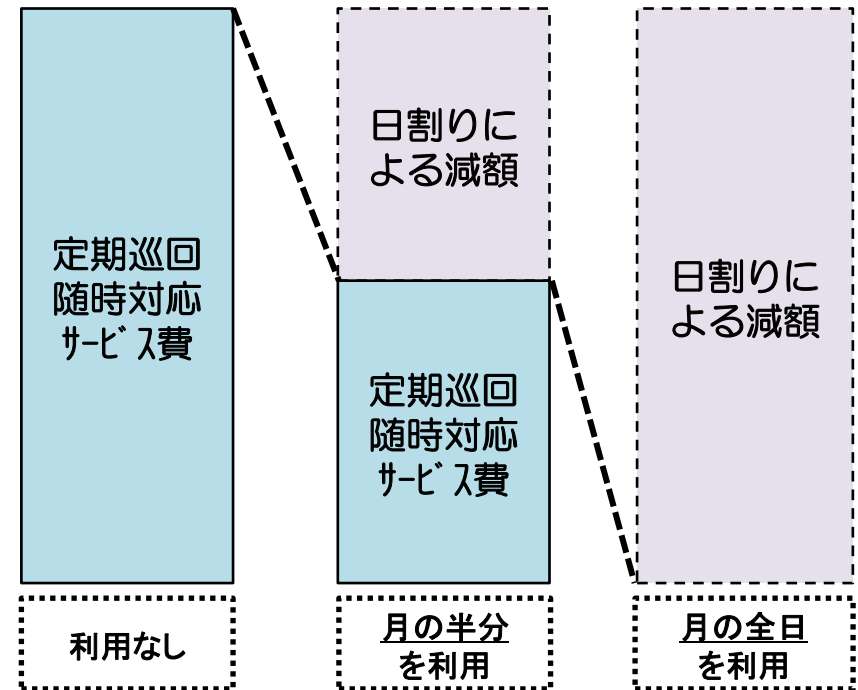 定期巡回
随時対応
ｻｰﾋﾞｽ費
日割りに
よる減額
定期巡回
随時対応
ｻｰﾋﾞｽ費
日割りに
よる減額
利用なし
月の半分
を利用
月の全日
を利用